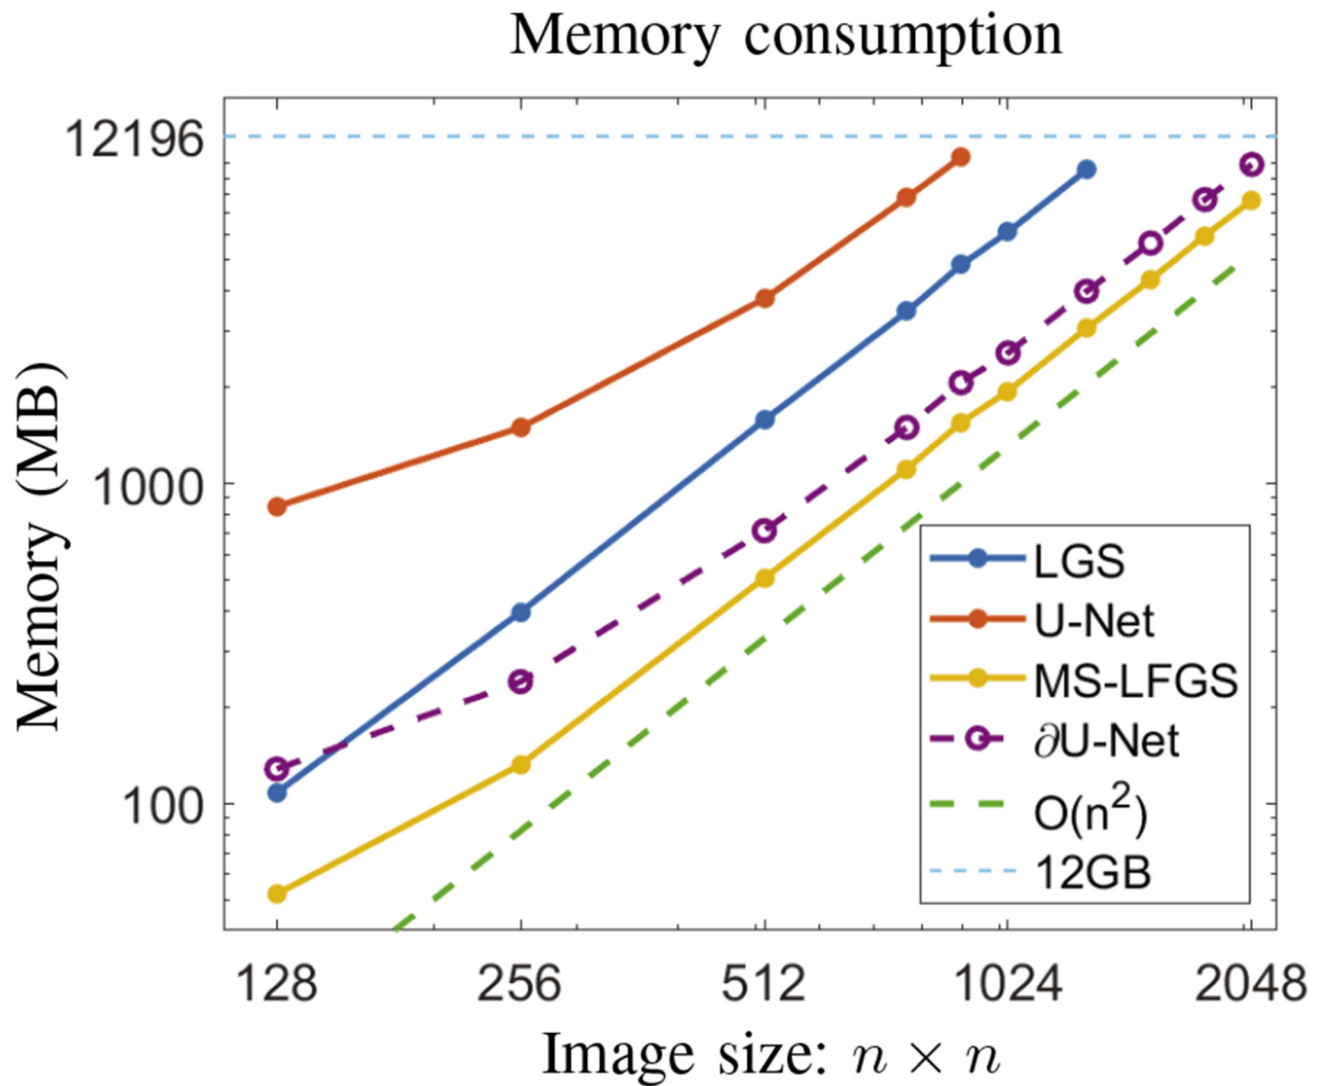 Memory consumption
12196
1000
100
Memory (MB)
LGS
U-Net
MS-LFGS
∂U-Net
O(n²)
12GB
128 256 512 1024 2048
Image size: n × n